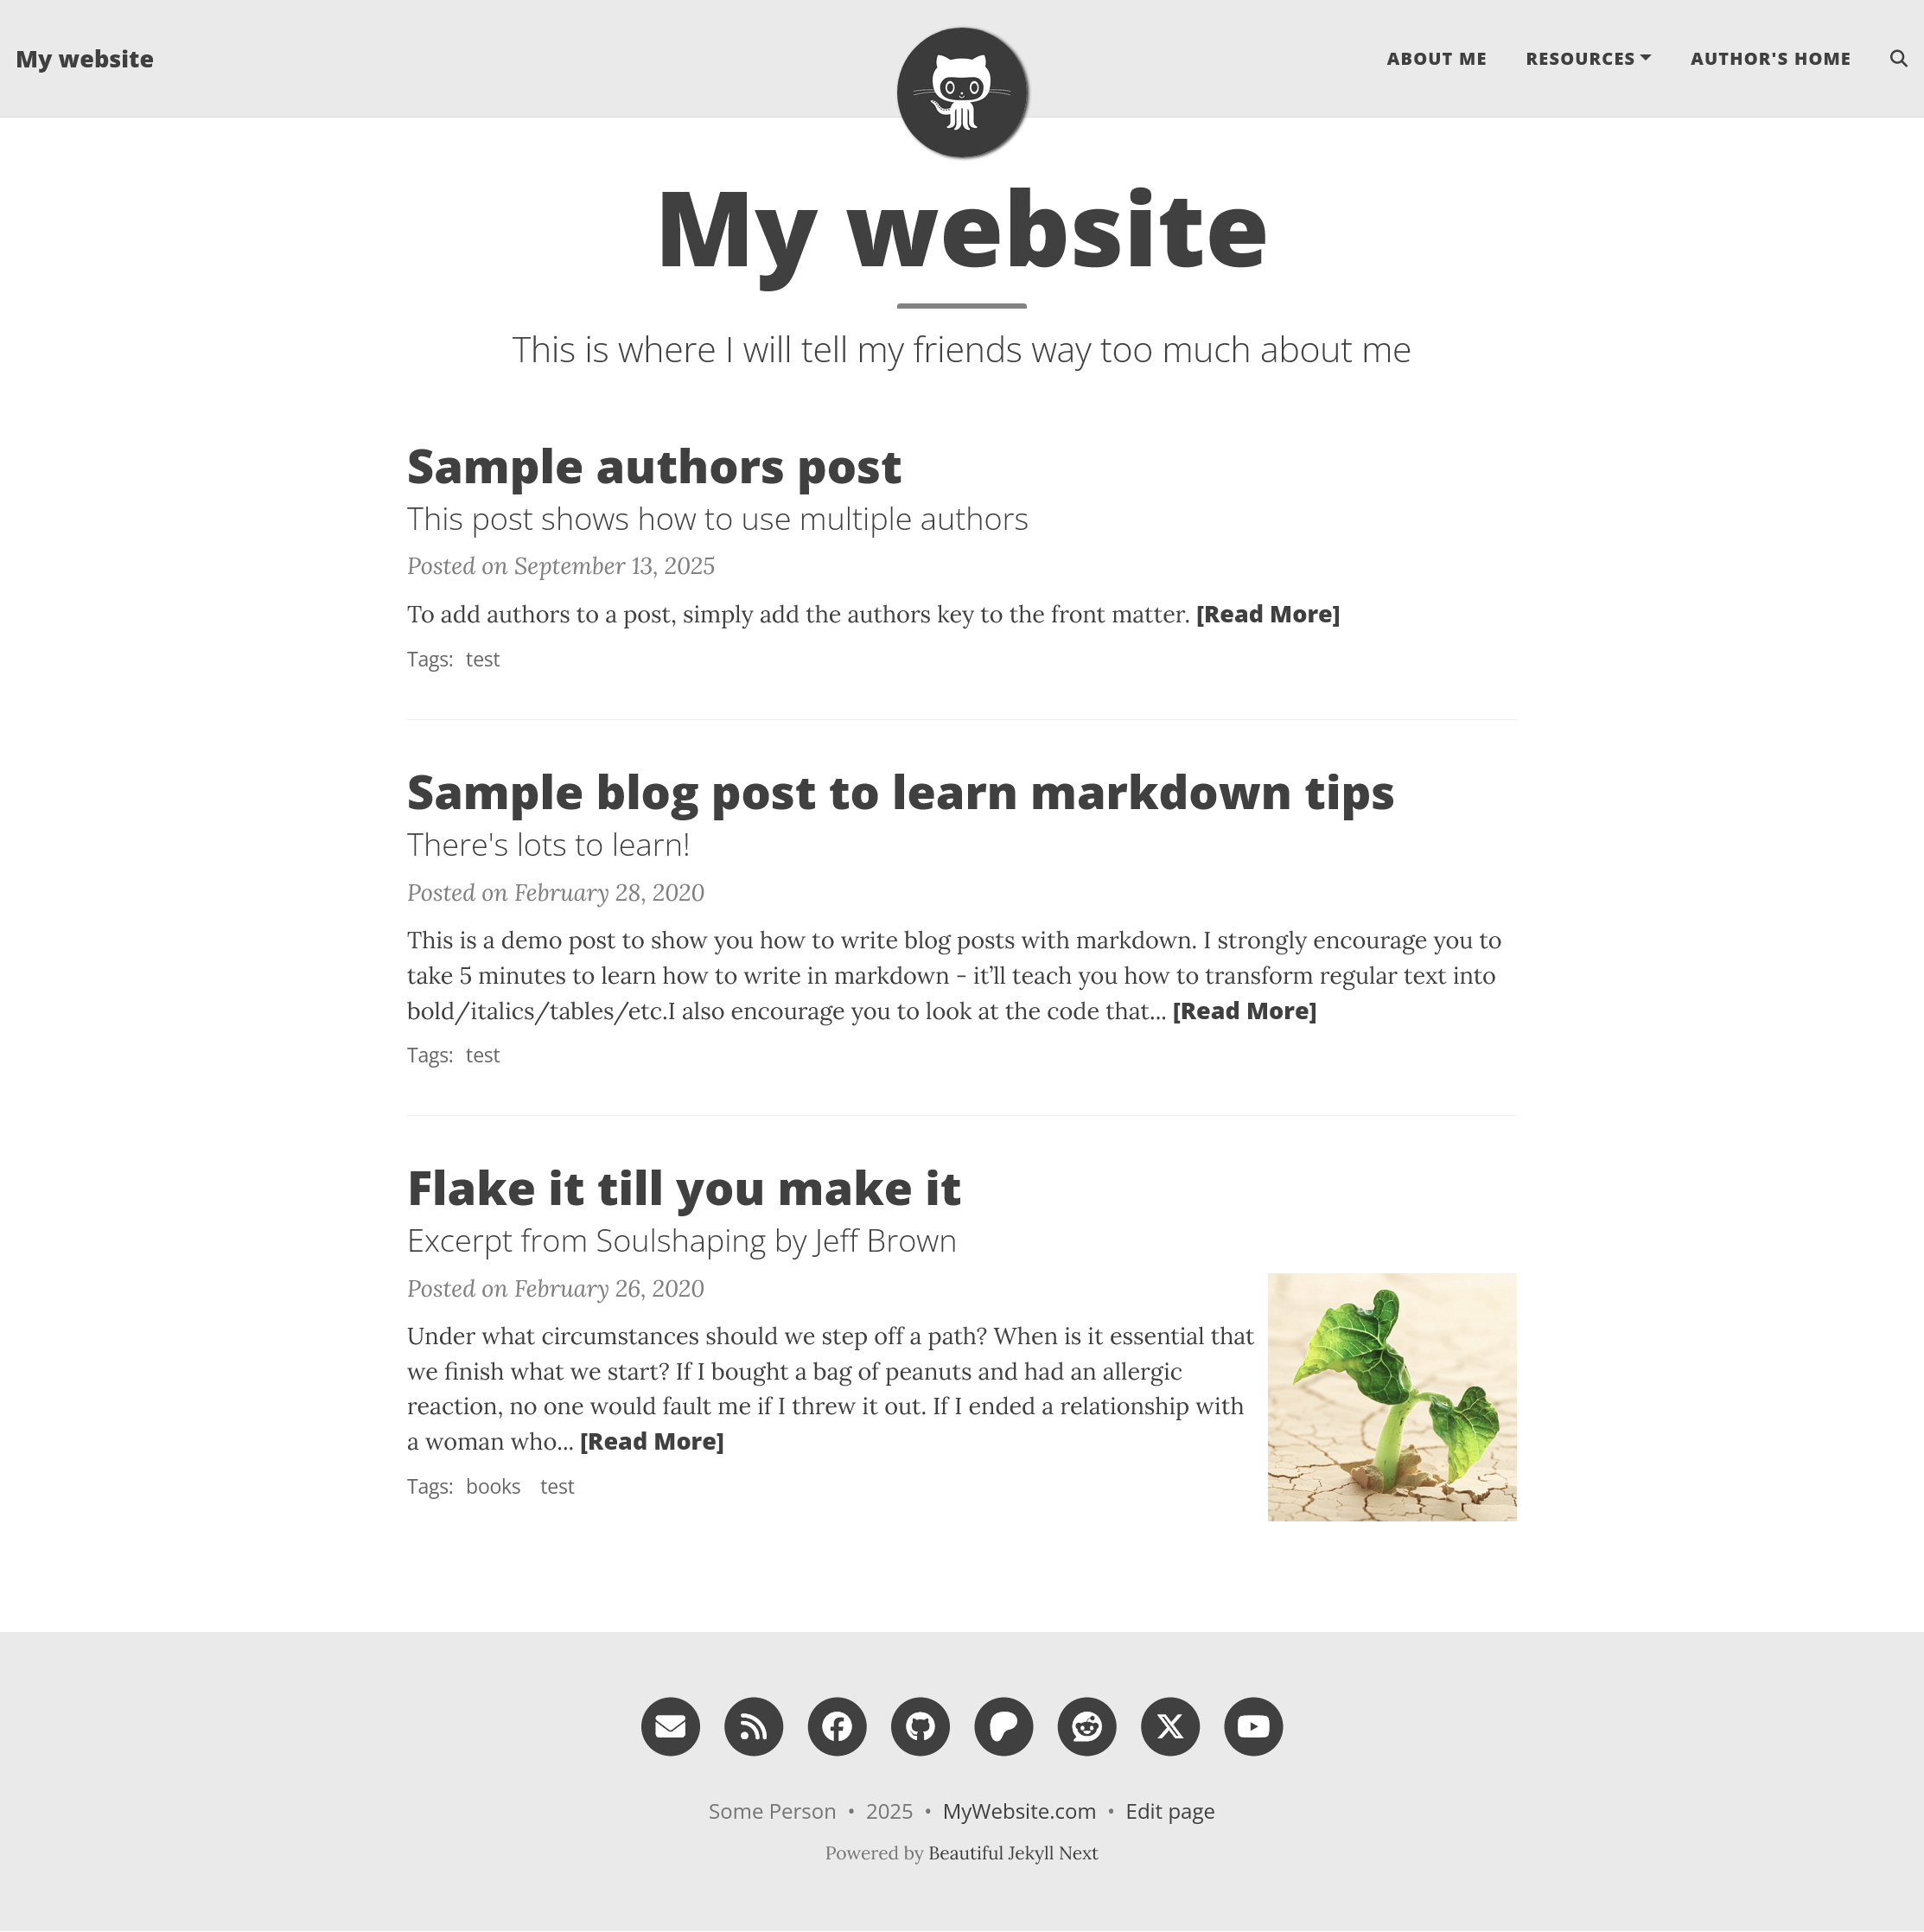 My website
ABOUT ME
RESOURCES
AUTHOR'S HOME
My website
This is where I will tell my friends way too much about me
Sample authors post
This post shows how to use multiple authors
Posted on September 13, 2025
To add authors to a post, simply add the authors key to the front matter. [Read More]
Tags: test
Sample blog post to learn markdown tips
There's lots to learn!
Posted on February 28, 2020
This is a demo post to show you how to write blog posts with markdown. I strongly encourage you to
take 5 minutes to learn how to write in markdown - it’ll teach you how to transform regular text into
bold/italics/tables/etc.I also encourage you to look at the code that... [Read More]
Tags: test
Flake it till you make it
Excerpt from Soulshaping by Jeff Brown
Posted on February 26, 2020
Under what circumstances should we step off a path? When is it essential that
we finish what we start? If I bought a bag of peanuts and had an allergic
reaction, no one would fault me if I threw it out. If I ended a relationship with
a woman who... [Read More]
Tags: books test
Some Person • 2025 • MyWebsite.com • Edit page
Powered by Beautiful Jekyll Next